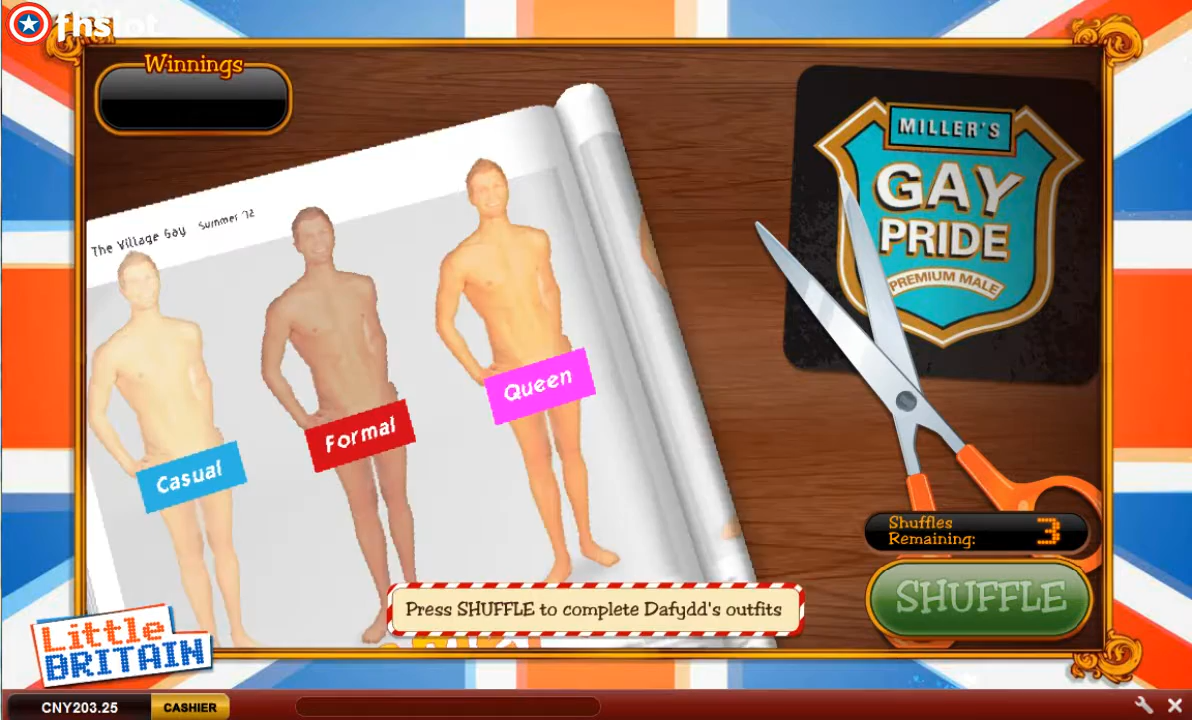 fhslot
Winnings
MILLER'S
GAY
PRIDE
PREMIUM MALE
The Village Gay Summer '12
Queen
Formal
Casual
Shuffles
Remaining: 3
SHUFFLE
Press SHUFFLE to complete Dafydd's outfits
Little
BRITAIN
CNY203.25
CASHIER